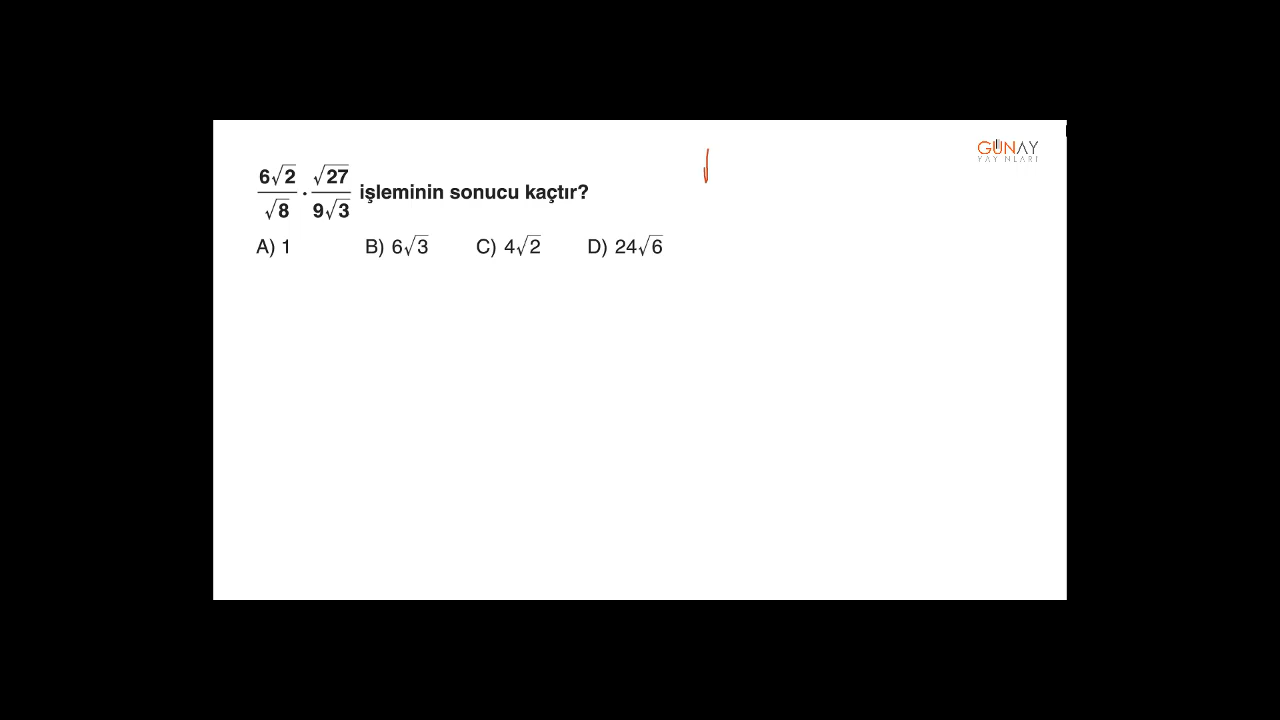 GÜNAY
YAYINLARI
6√2/√8 · √27/9√3 işleminin sonucu kaçtır?
A) 1 B) 6√3 C) 4√2 D) 24√6